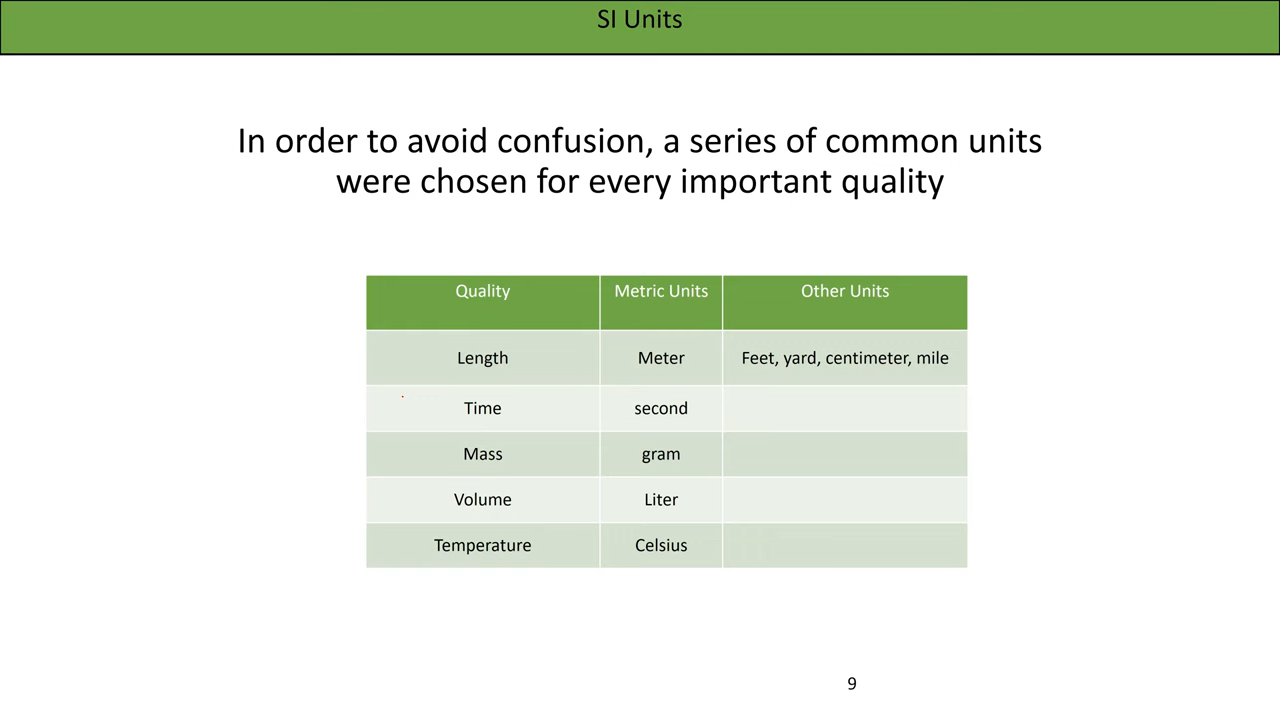 SI Units
In order to avoid confusion, a series of common units
were chosen for every important quality
Quality Metric Units Other Units
Length Meter Feet, yard, centimeter, mile
Time second
Mass gram
Volume Liter
Temperature Celsius
9